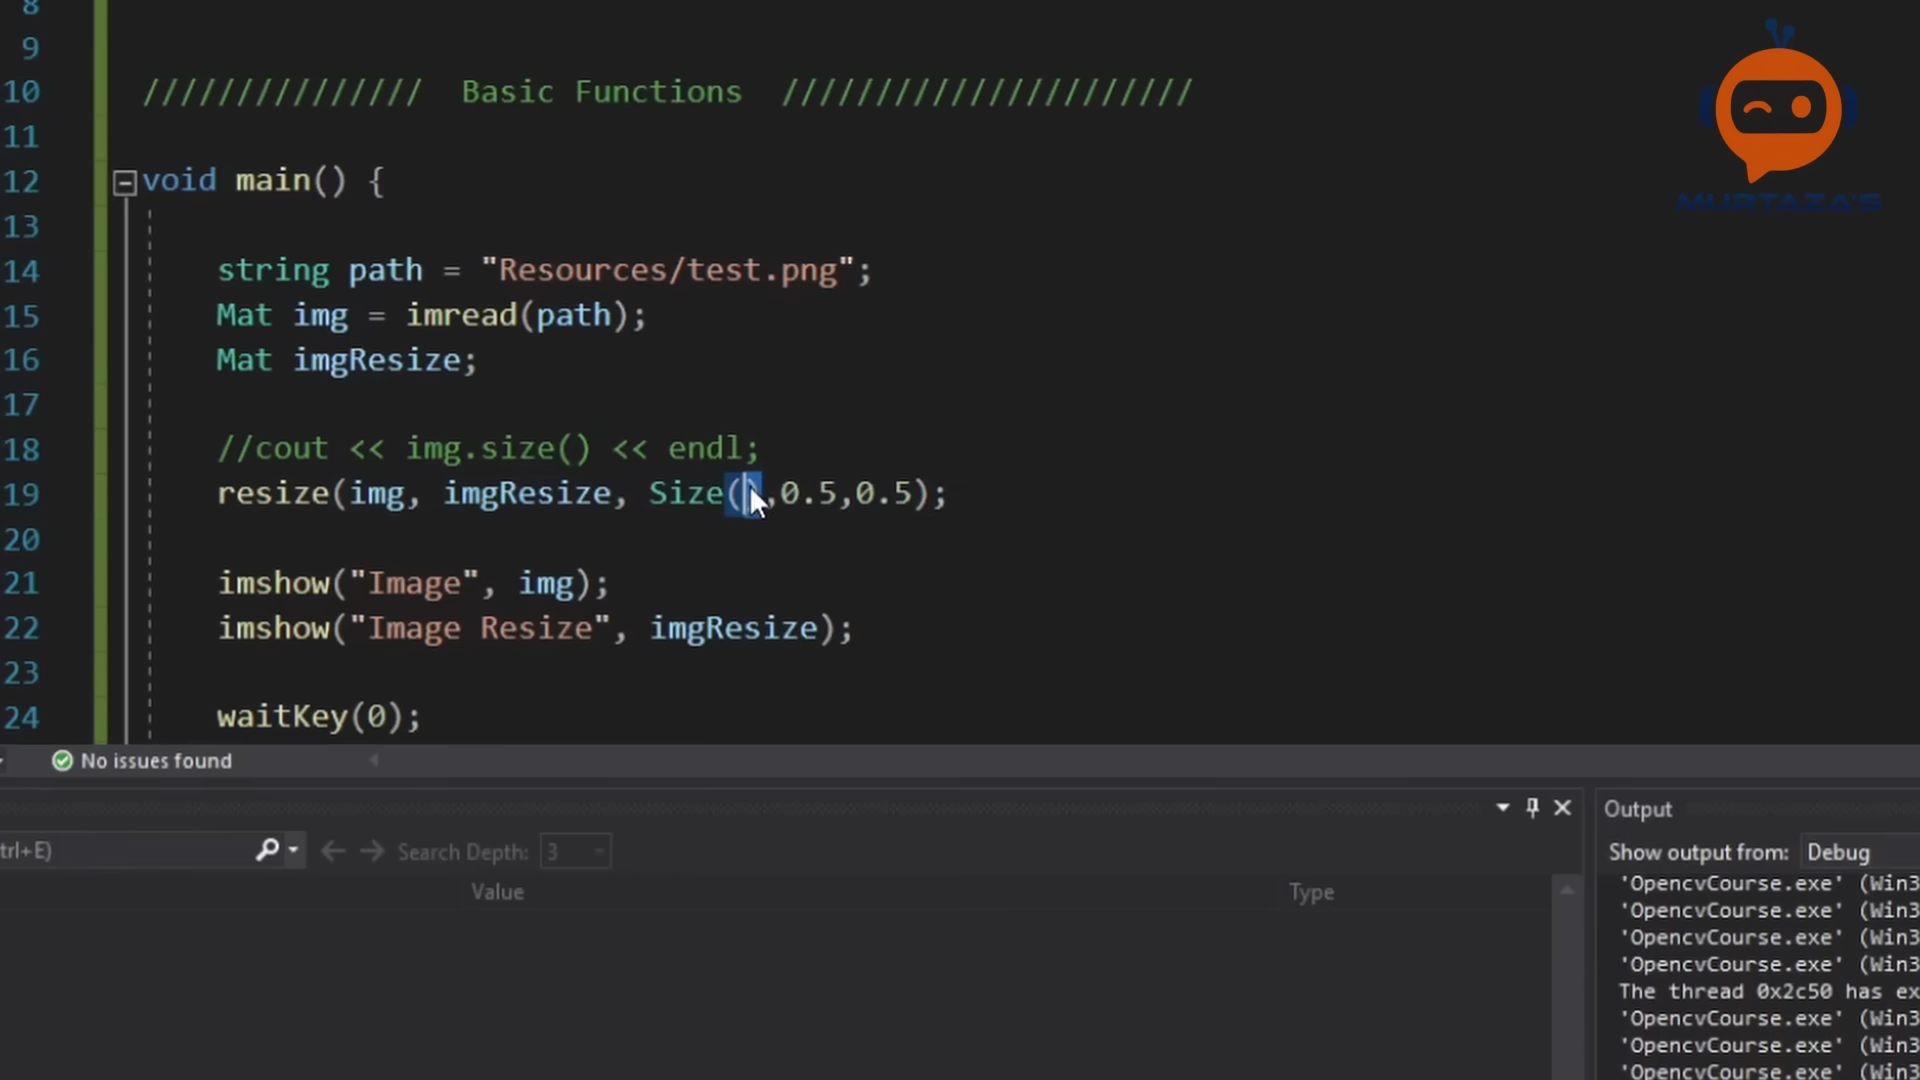 8
9
10 /////////////// Basic Functions //////////////////////
11
12 void main() {
13
14 string path = "Resources/test.png";
15 Mat img = imread(path);
16 Mat imgResize;
17
18 //cout << img.size() << endl;
19 resize(img, imgResize, Size(),0.5,0.5);
20
21 imshow("Image", img);
22 imshow("Image Resize", imgResize);
23
24 waitKey(0);
MURTAZA'S
No issues found
Output
trl+E) Search Depth: 3
Show output from: Debug
Value Type
'OpencvCourse.exe' (Win3
'OpencvCourse.exe' (Win3
'OpencvCourse.exe' (Win3
'OpencvCourse.exe' (Win3
The thread 0x2c50 has ex
'OpencvCourse.exe' (Win3
'OpencvCourse.exe' (Win3
'OpencvCourse.exe' (Win3